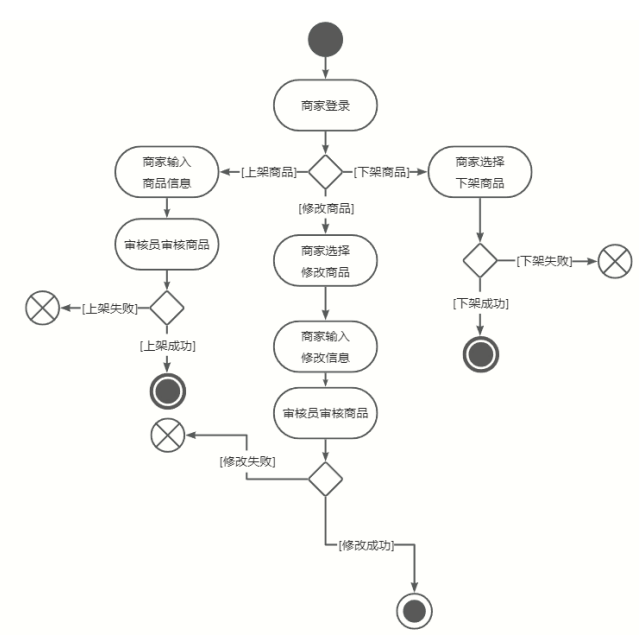 商家登录
[上架商品]
[下架商品]
[修改商品]
商家输入
商品信息
审核员审核商品
[上架失败]
[上架成功]
商家选择
修改商品
商家输入
修改信息
审核员审核商品
[修改失败]
[修改成功]
商家选择
下架商品
[下架失败]
[下架成功]